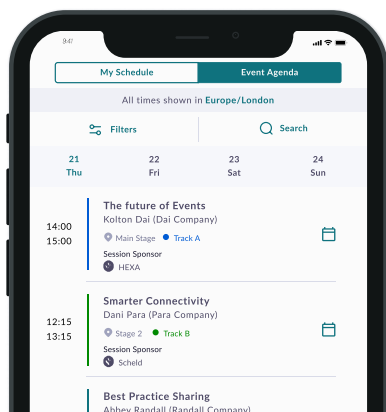 9:47
My Schedule Event Agenda
All times shown in Europe/London
Filters Search
21 22 23 24
Thu Fri Sat Sun
The future of Events
14:00 Kolton Dai (Dai Company)
15:00 Main Stage Track A
Session Sponsor
HEXA
Smarter Connectivity
12:15 Dani Para (Para Company)
13:15 Stage 2 Track B
Session Sponsor
Scheld
Best Practice Sharing
Abbey Randall (Randall Company)